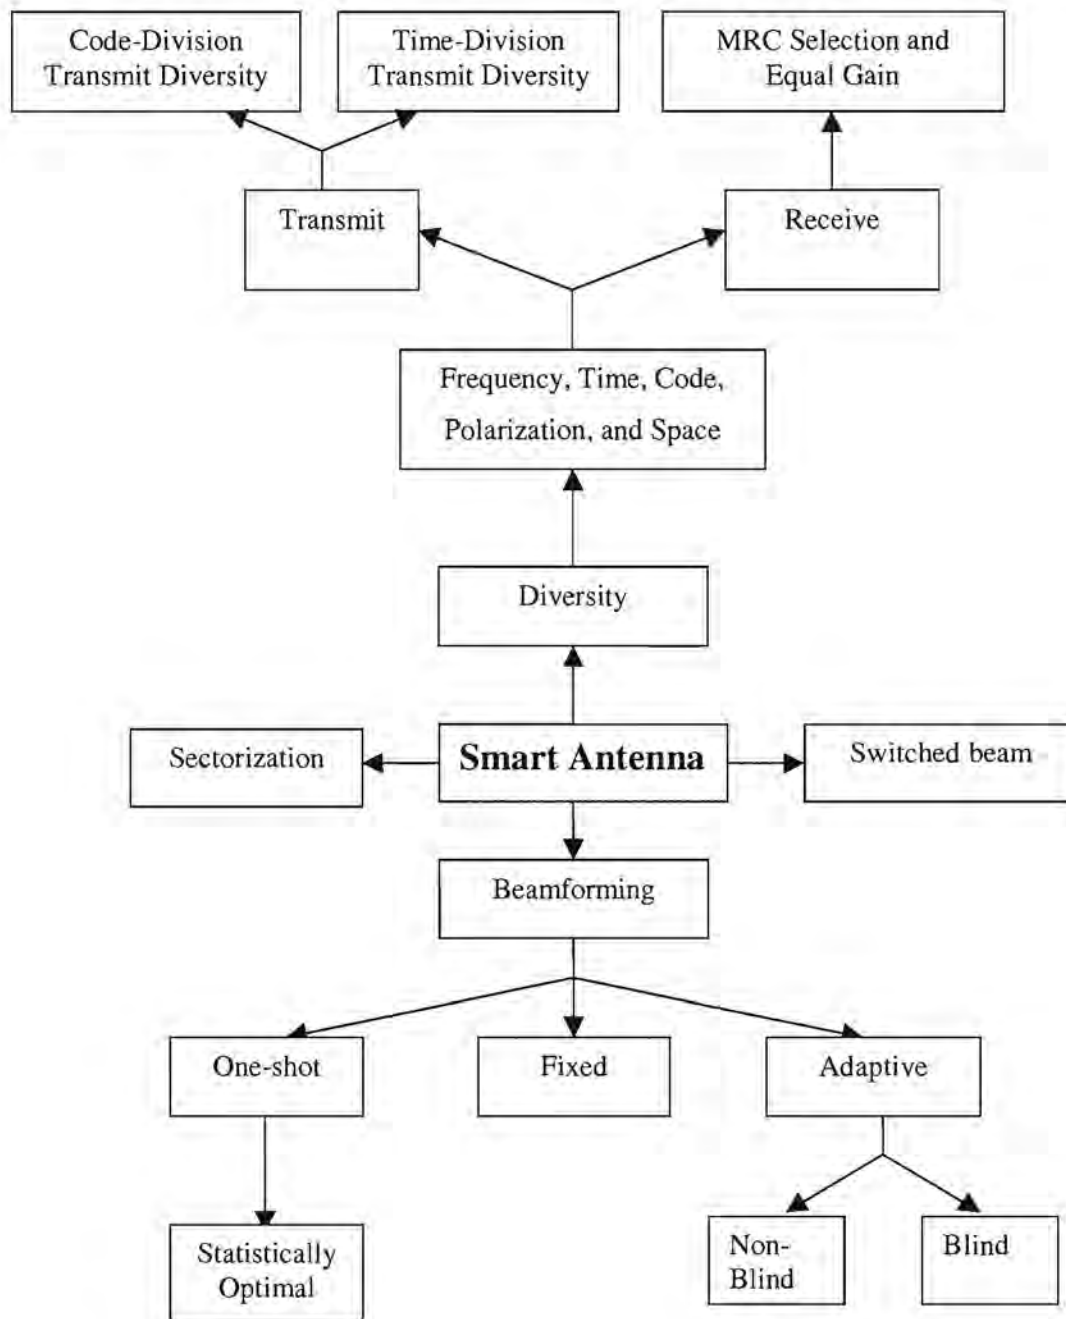 Code-Division
Transmit Diversity
Time-Division
Transmit Diversity
MRC Selection and
Equal Gain
Transmit
Receive
Frequency, Time, Code,
Polarization, and Space
Diversity
Sectorization
Smart Antenna
Switched beam
Beamforming
One-shot
Fixed
Adaptive
Statistically
Optimal
Non-
Blind
Blind